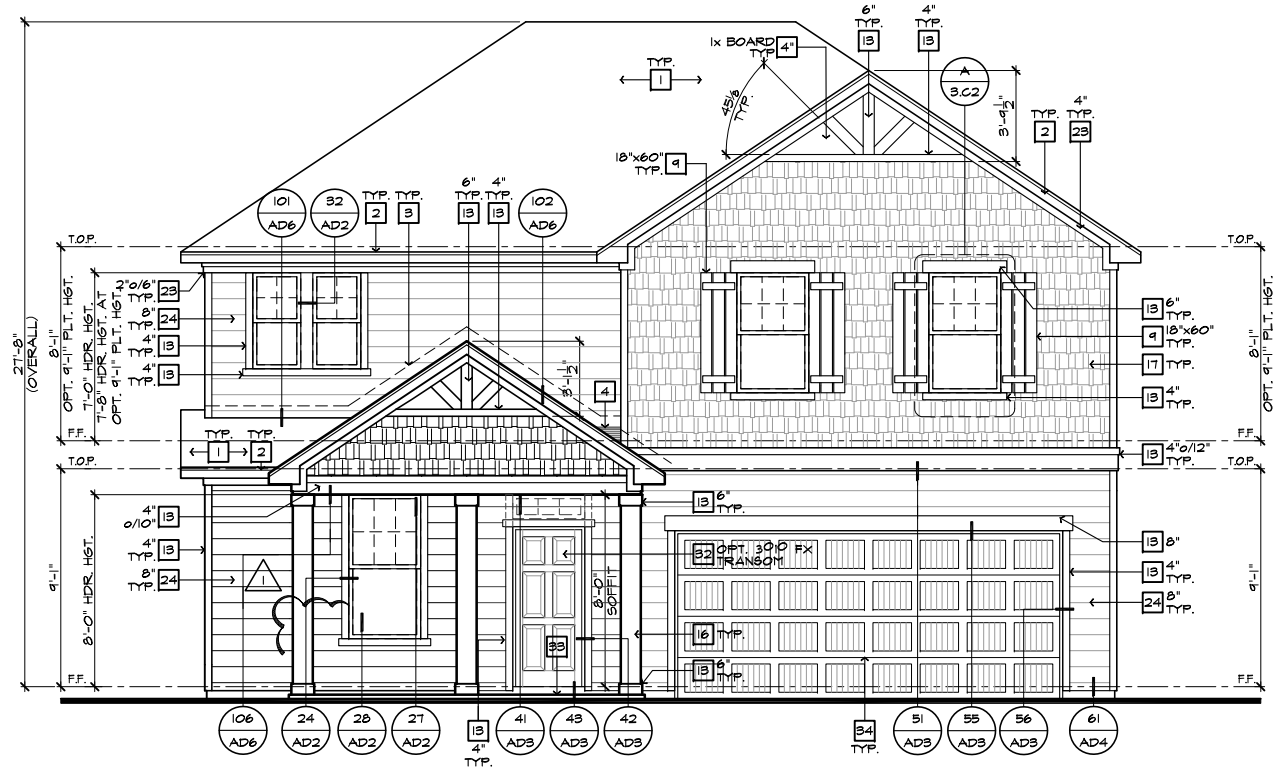 6"
TYP.
13
4"
TYP.
13
1x BOARD
TYP
4"
TYP.
1
A
3.C2
45 1/8
TYP.
3'-9 1/2"
TYP.
2
4"
TYP.
23
18"x60"
TYP.
9
101
AD6
32
AD2
TYP.
2
TYP.
3
6"
TYP.
13
4"
TYP.
13
102
AD6
T.O.P.
T.O.P.
27'-8"
(OVERALL)
8'-1"
OPT. 9'-1" PLT. HGT.
7'-0" HDR. HGT.
7'-8" HDR. HGT. AT
OPT. 9'-1" PLT. HGT.
2"o/6"
TYP.
23
8"
TYP.
24
4"
TYP.
13
4"
TYP.
13
3'-1 1/2"
4
13
6"
TYP.
9
18"x60"
TYP.
17
TYP.
13
4"
TYP.
8'-1"
OPT. 9'-1" PLT. HGT.
F.F.
F.F.
TYP.
1
TYP.
2
13
4"o/12"
TYP.
T.O.P.
T.O.P.
9'-1"
8'-0" HDR. HGT.
4"
o/10"
13
4"
TYP.
13
8"
TYP.
24
1
13
6"
TYP.
32
OPT. 3010 FX
TRANSOM
8'-0"
SOFFIT
33
16
TYP.
13
6"
TYP.
13
8"
13
4"
TYP.
24
8"
TYP.
9'-1"
F.F.
F.F.
106
AD6
24
AD2
28
AD2
27
AD2
13
4"
TYP.
41
AD3
43
AD3
42
AD3
34
TYP.
51
AD3
55
AD3
56
AD3
61
AD4